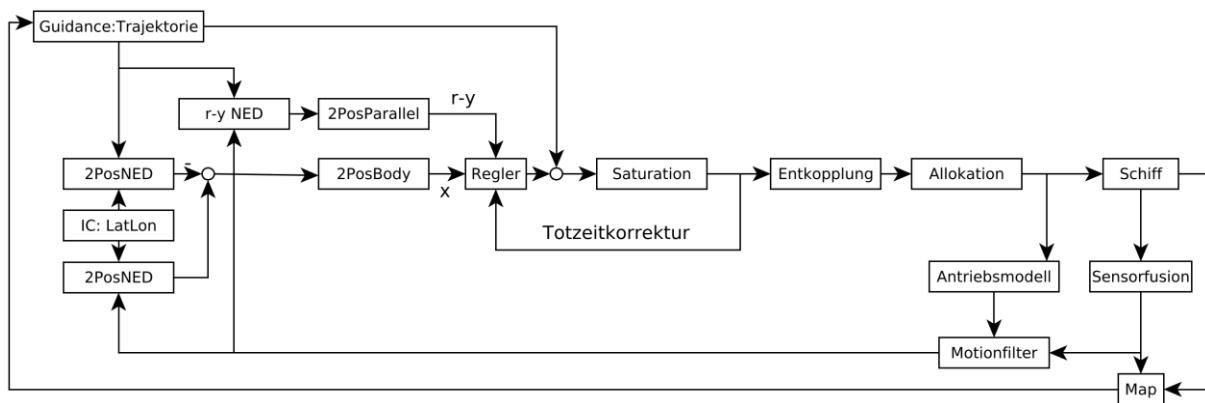 Guidance:Trajektorie
r-y NED
2PosParallel
r-y
2PosNED
-
2PosBody
x
Regler
Saturation
Entkopplung
Allokation
Schiff
IC: LatLon
Totzeitkorrektur
2PosNED
Antriebsmodell
Sensorfusion
Motionfilter
Map